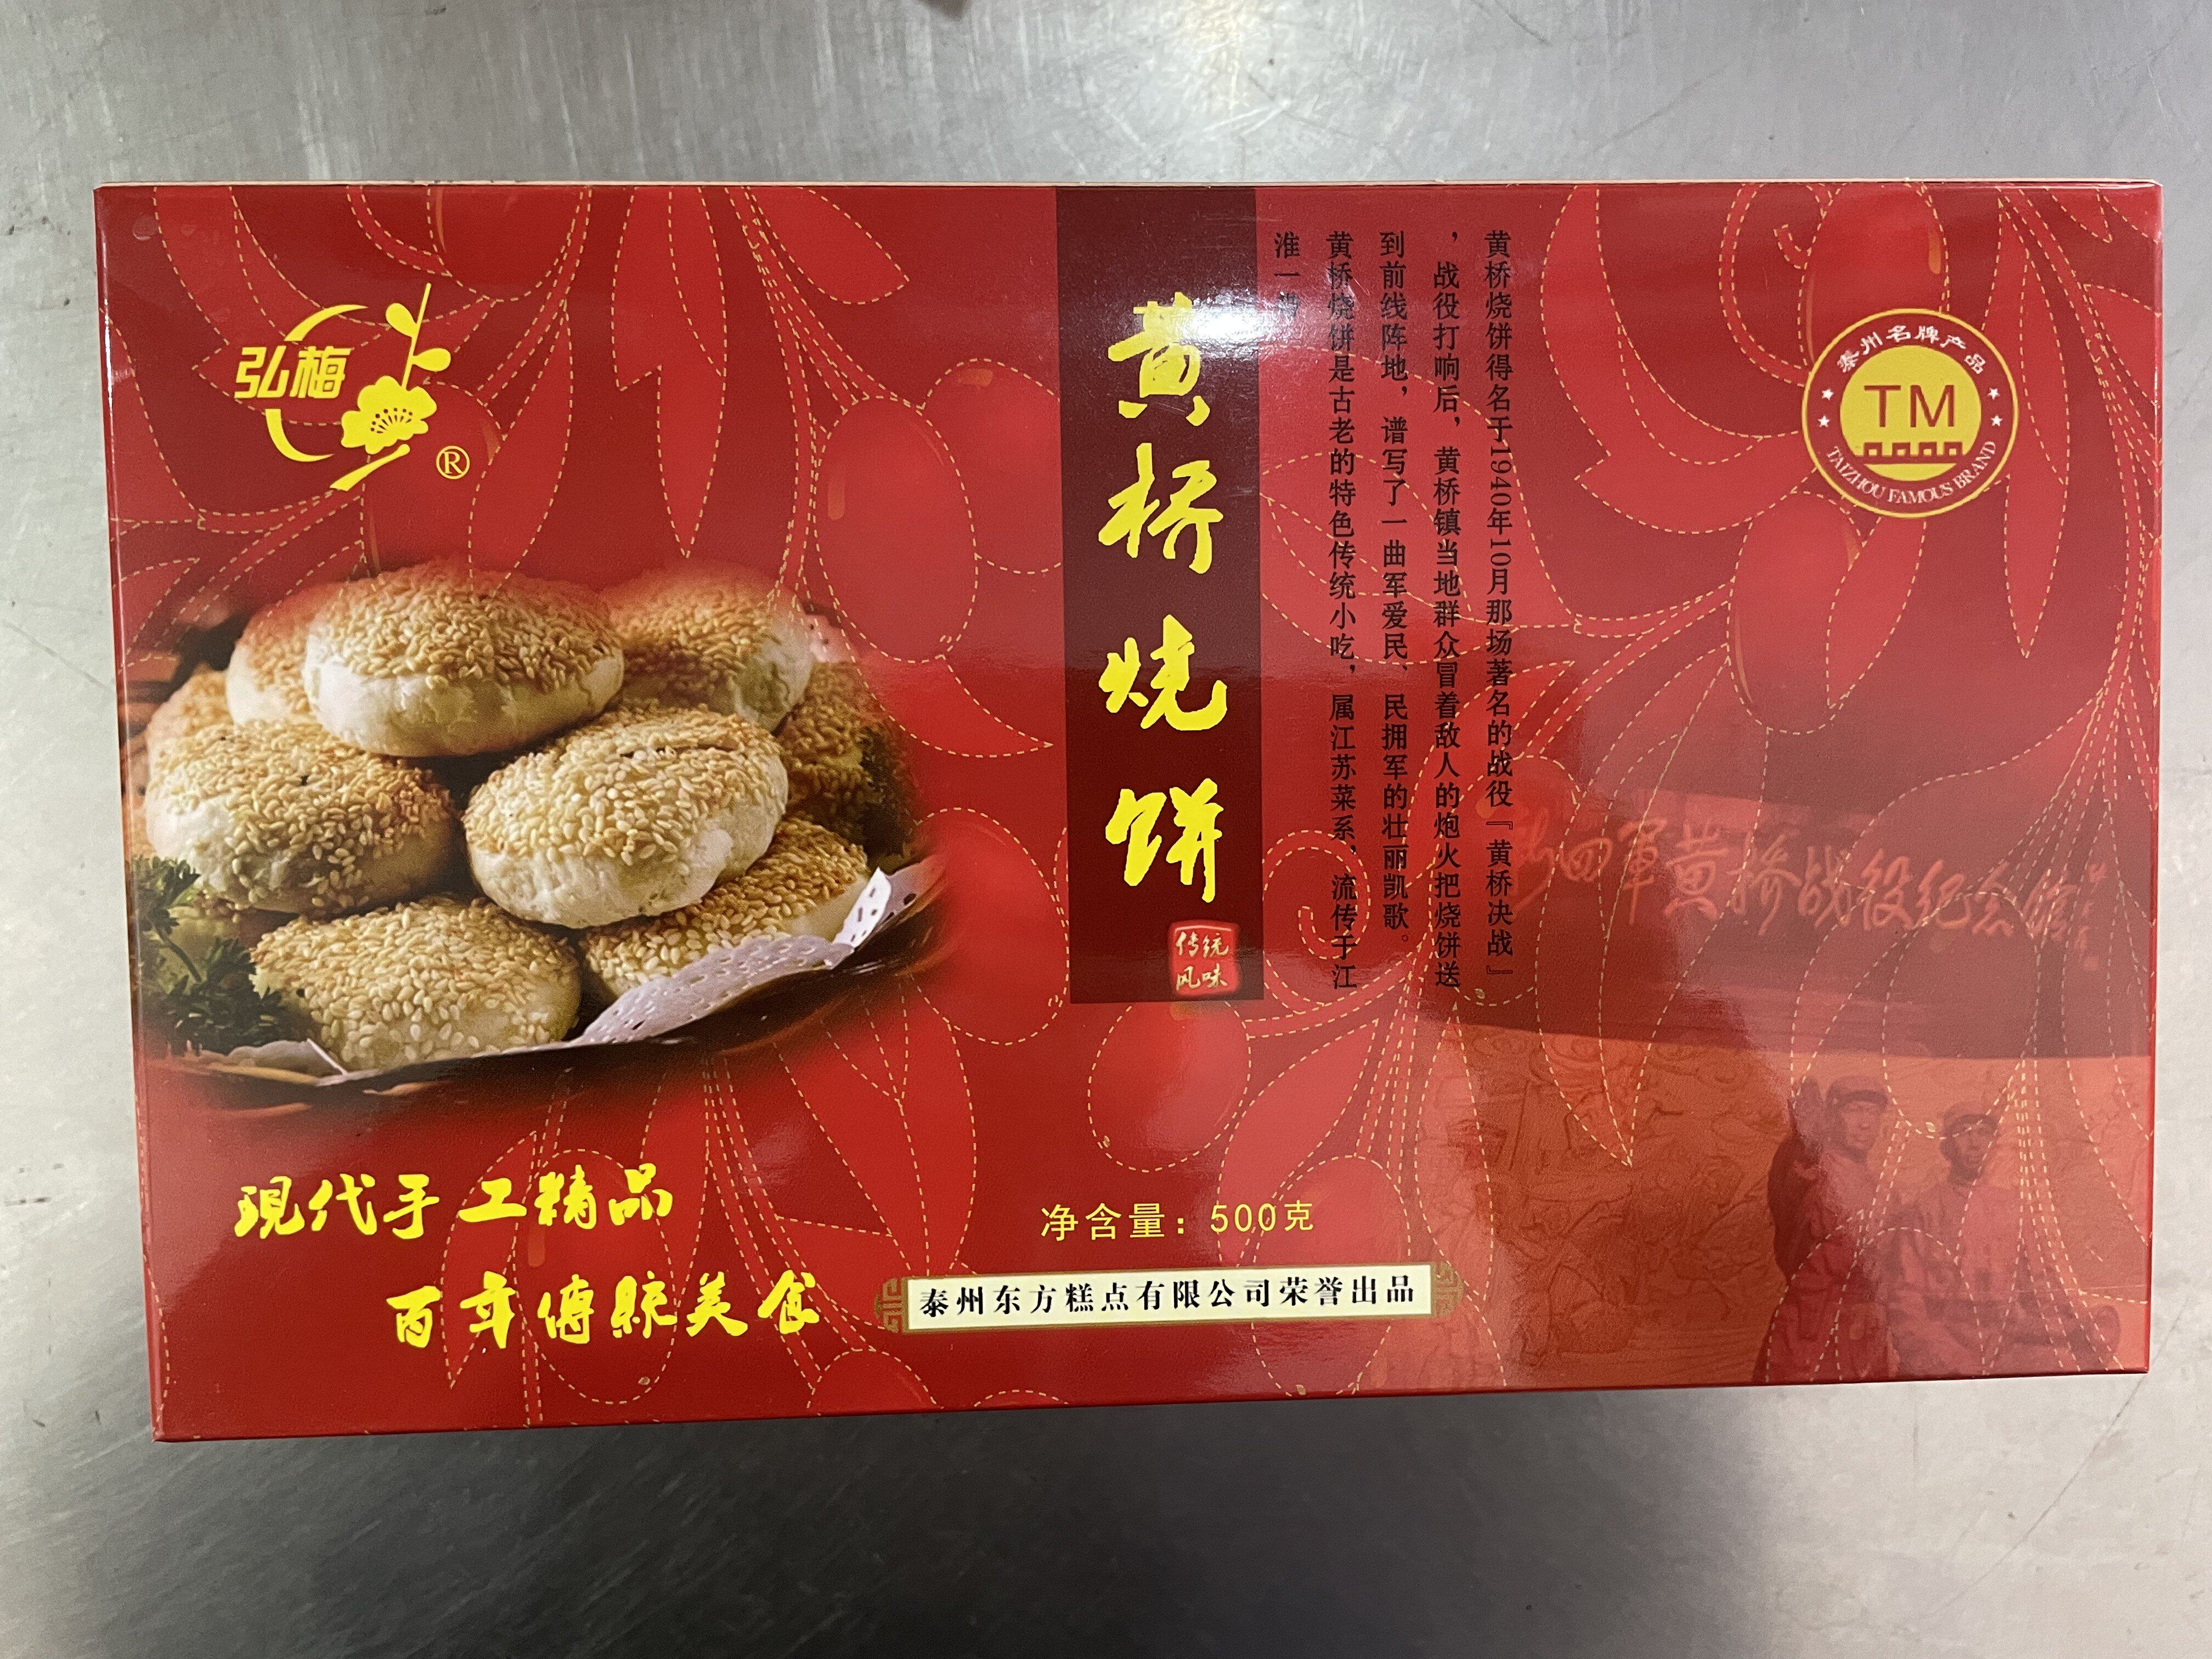 弘梅
®
黄桥烧饼
传统
风味
黄桥烧饼得名于1940年10月那场著名的战役『黄桥决战』
，战役打响后，黄桥镇当地群众冒着敌人的炮火把烧饼送
到前线阵地，谱写了一曲军爱民、民拥军的壮丽凯歌。
黄桥烧饼是古老的特色传统小吃，属江苏菜系，流传于江
淮一带
泰州名牌产品
TM
TAIZHOU FAMOUS BRAND
新四军黄桥战役纪念馆
现代手工精品
百年傳統美食
净含量：500克
泰州东方糕点有限公司荣誉出品